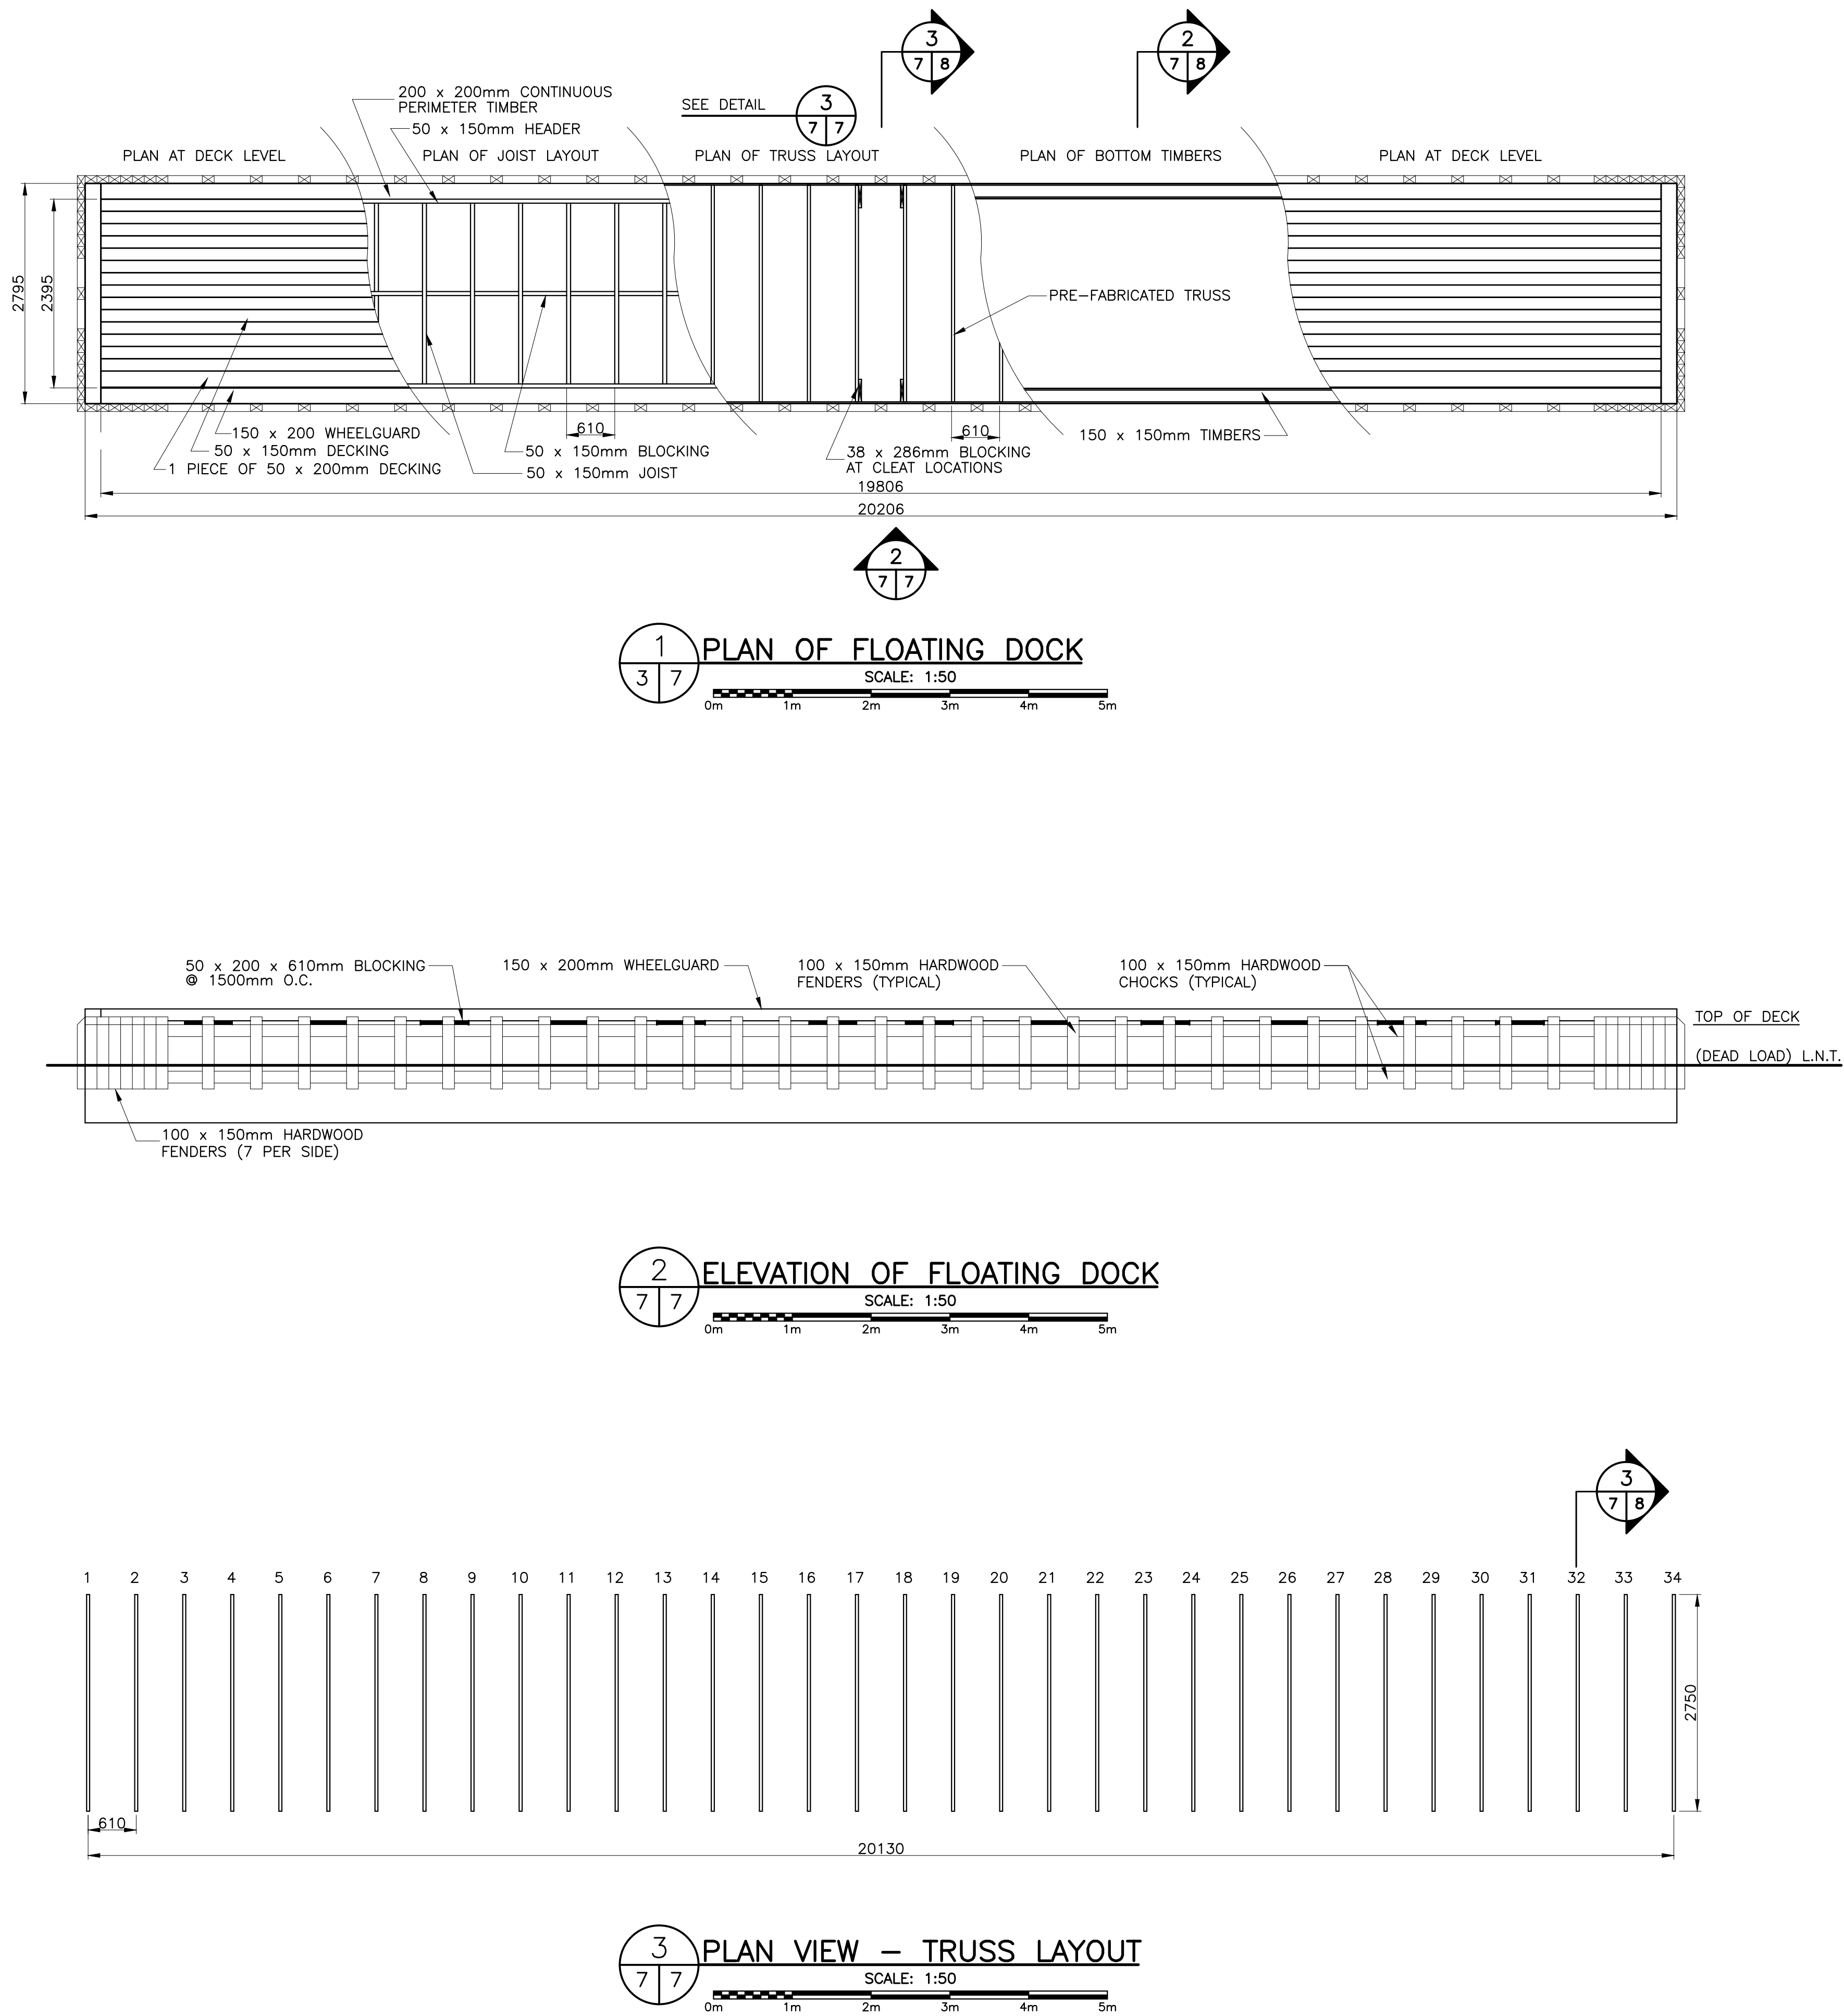 3
7 8
2
7 8
200 x 200mm CONTINUOUS
PERIMETER TIMBER
50 x 150mm HEADER
SEE DETAIL
3
7 7
PLAN AT DECK LEVEL
PLAN OF JOIST LAYOUT
PLAN OF TRUSS LAYOUT
PLAN OF BOTTOM TIMBERS
PLAN AT DECK LEVEL
2795
2395
PRE-FABRICATED TRUSS
150 x 200 WHEELGUARD
50 x 150mm DECKING
1 PIECE OF 50 x 200mm DECKING
610
50 x 150mm BLOCKING
50 x 150mm JOIST
610
38 x 286mm BLOCKING
AT CLEAT LOCATIONS
150 x 150mm TIMBERS
19806
20206
2
7 7
1
3 7
PLAN OF FLOATING DOCK
SCALE: 1:50
0m 1m 2m 3m 4m 5m
50 x 200 x 610mm BLOCKING
@ 1500mm O.C.
150 x 200mm WHEELGUARD
100 x 150mm HARDWOOD
FENDERS (TYPICAL)
100 x 150mm HARDWOOD
CHOCKS (TYPICAL)
TOP OF DECK
(DEAD LOAD) L.N.T.
100 x 150mm HARDWOOD
FENDERS (7 PER SIDE)
2
7 7
ELEVATION OF FLOATING DOCK
SCALE: 1:50
0m 1m 2m 3m 4m 5m
3
7 8
1 2 3 4 5 6 7 8 9 10 11 12 13 14 15 16 17 18 19 20 21 22 23 24 25 26 27 28 29 30 31 32 33 34
2750
610
20130
3
7 7
PLAN VIEW - TRUSS LAYOUT
SCALE: 1:50
0m 1m 2m 3m 4m 5m